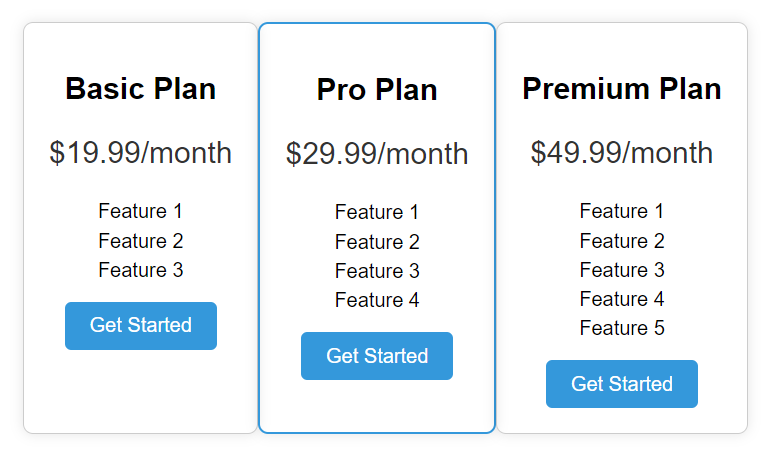 Basic Plan
$19.99/month
Feature 1
Feature 2
Feature 3
Get Started
Pro Plan
$29.99/month
Feature 1
Feature 2
Feature 3
Feature 4
Get Started
Premium Plan
$49.99/month
Feature 1
Feature 2
Feature 3
Feature 4
Feature 5
Get Started